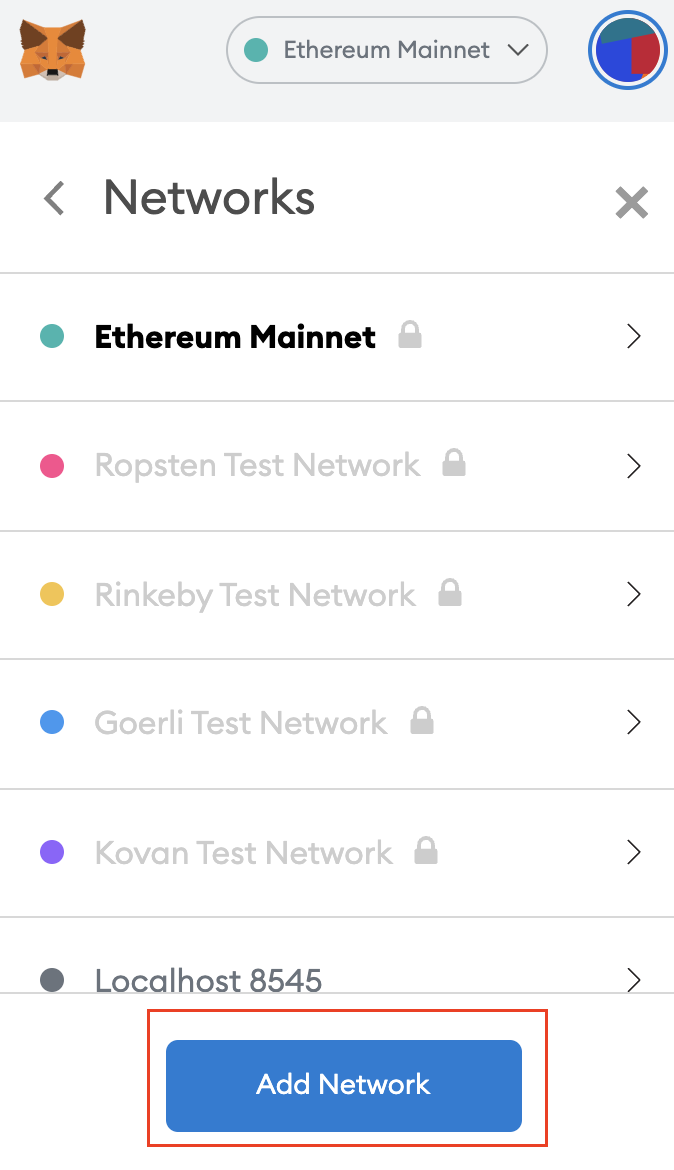 Ethereum Mainnet
Networks
Ethereum Mainnet
Ropsten Test Network
Rinkeby Test Network
Goerli Test Network
Kovan Test Network
Localhost 8545
Add Network